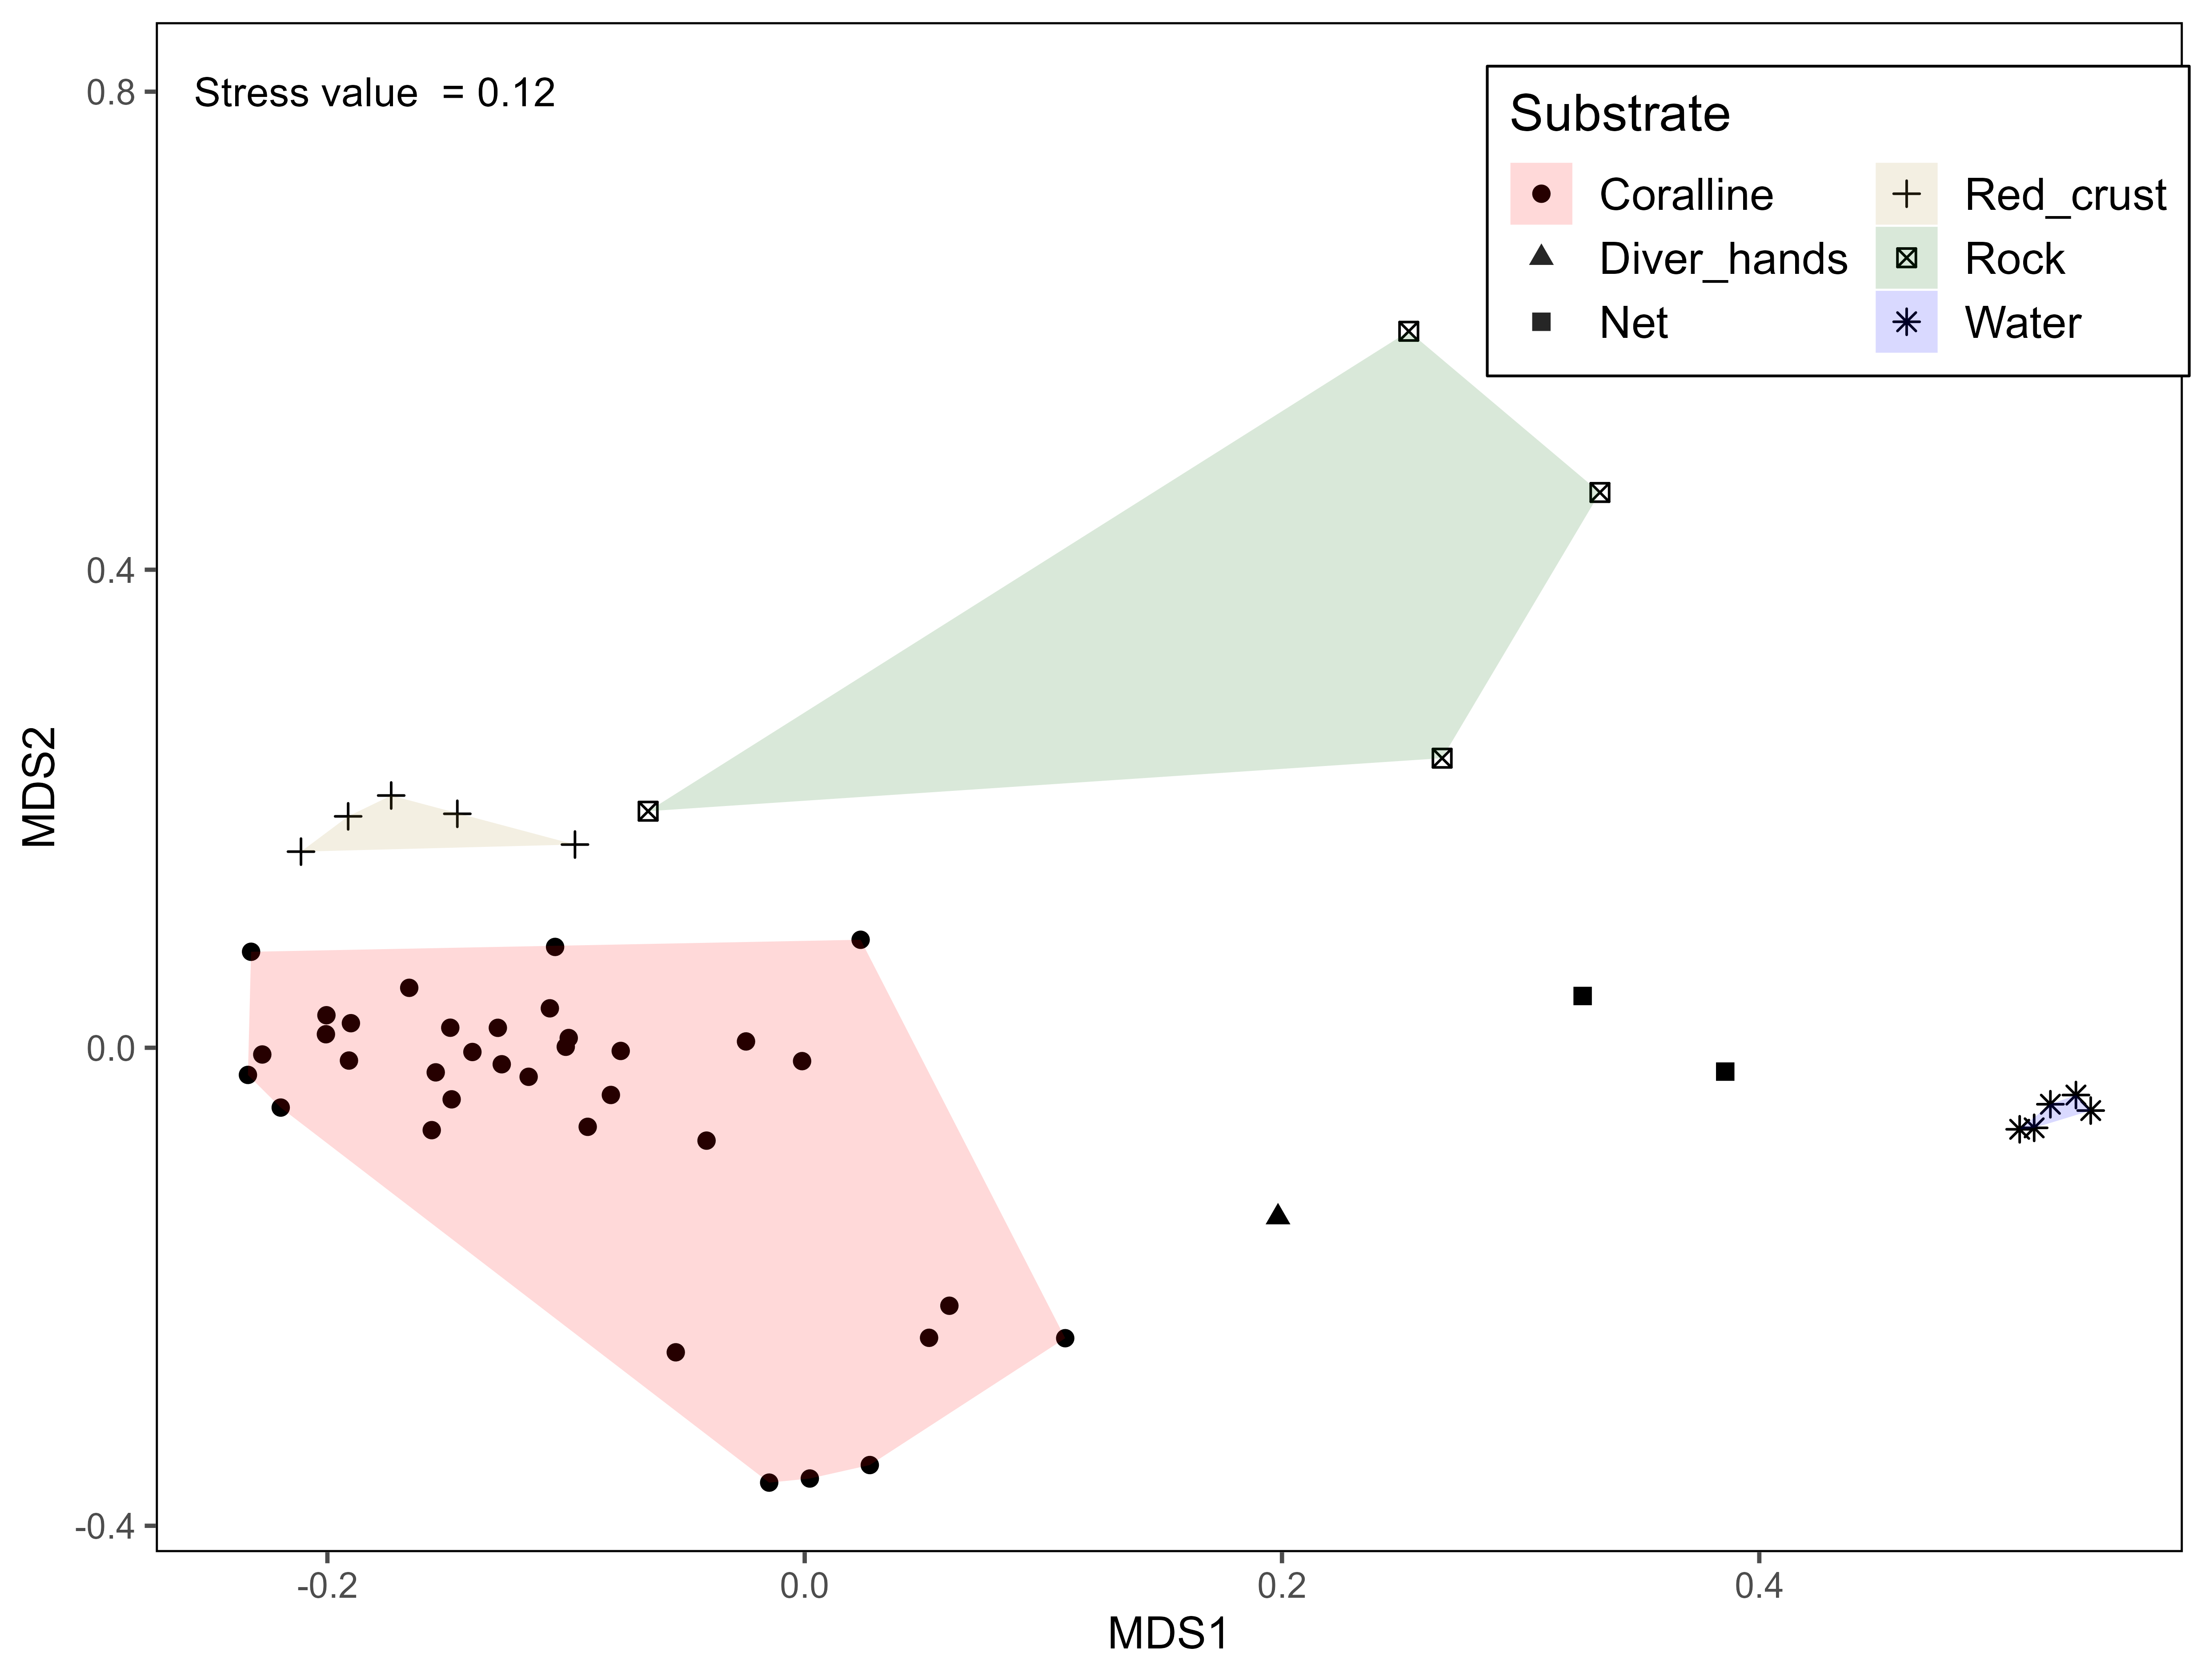 Stress value = 0.12
Substrate
Coralline
Diver_hands
Net
Red_crust
Rock
Water
MDS2
0.8
0.4
0.0
-0.4
-0.2
0.0
0.2
0.4
MDS1